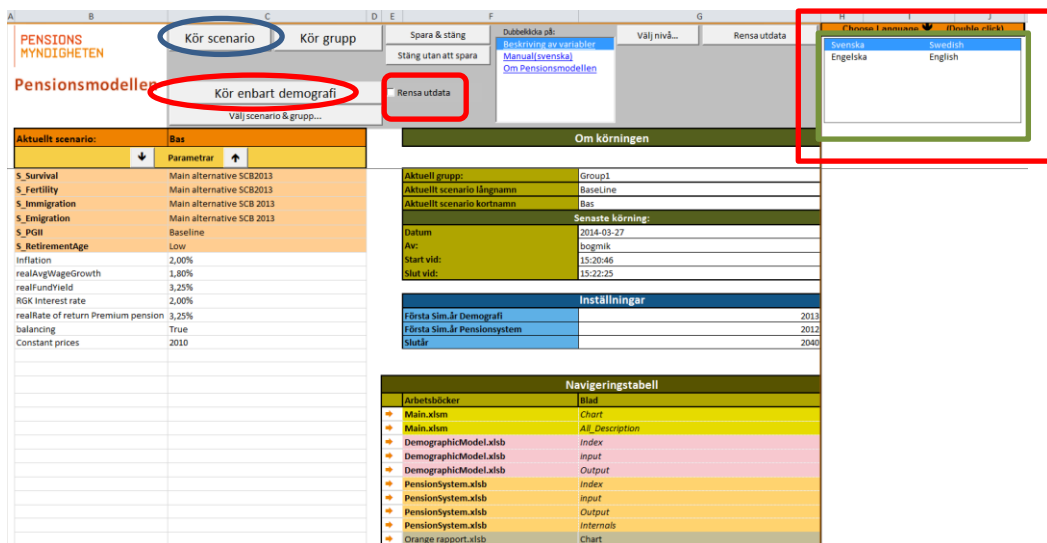 A B C D E F G H I J
PENSIONS
MYNDIGHETEN
Pensionsmodellen
Kör scenario
Kör grupp
Kör enbart demografi
Välj scenario & grupp...
Spara & stäng
Stäng utan att spara
Rensa utdata
Dubbelklicka på:
Beskriving av variabler
Manual(svenska)
Om Pensionsmodellen
Välj nivå...
Rensa utdata
Choose Language (Double click)
Svenska Swedish
Engelska English
Aktuellt scenario: Bas
Parametrar
S_Survival Main alternative SCB2013
S_Fertility Main alternative SCB2013
S_Immigration Main alternative SCB 2013
S_Emigration Main alternative SCB 2013
S_PGII Baseline
S_RetirementAge Low
Inflation 2,00%
realAvgWageGrowth 1,80%
realFundYield 3,25%
RGK Interest rate 2,00%
realRate of return Premium pension 3,25%
balancing True
Constant prices 2010
Om körningen
Aktuell grupp: Group1
Aktuellt scenario långnamn BaseLine
Aktuellt scenario kortnamn Bas
Senaste körning:
Datum 2014-03-27
Av: bogmik
Start vid: 15:20:46
Slut vid: 15:22:25
Inställningar
Första Sim.år Demografi 2013
Första Sim.år Pensionsystem 2012
Slutår 2040
Navigeringstabell
Arbetsböcker Blad
Main.xlsm Chart
Main.xlsm All_Description
DemographicModel.xlsb Index
DemographicModel.xlsb input
DemographicModel.xlsb Output
PensionSystem.xlsb Index
PensionSystem.xlsb input
PensionSystem.xlsb Output
PensionSystem.xlsb Internals
Orange rapport.xlsb Chart